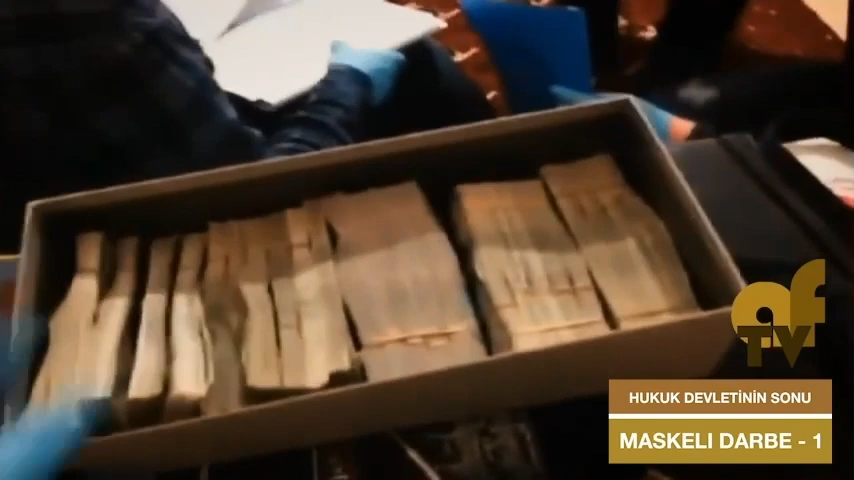 af
TV
HUKUK DEVLETİNİN SONU
MASKELİ DARBE - 1